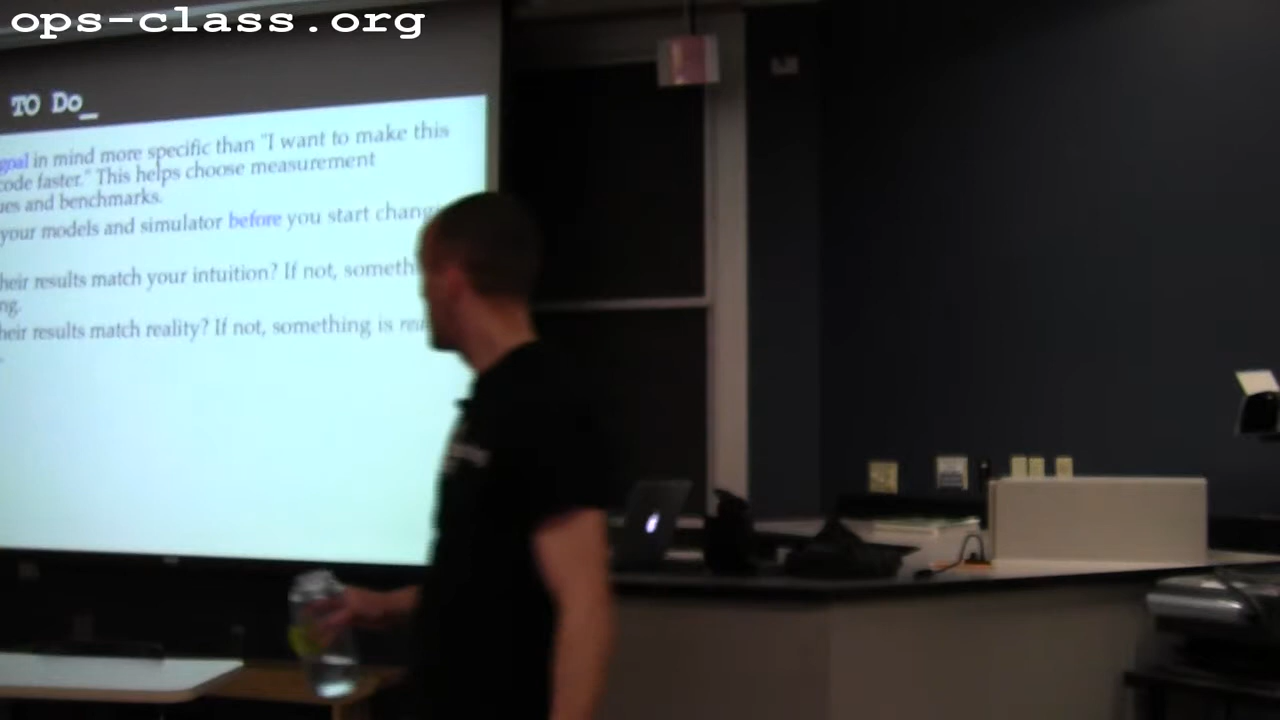 ops-class.org
TO Do_
goal in mind more specific than "I want to make this
code faster." This helps choose measurement
ues and benchmarks.
your models and simulator before you start chang
heir results match your intuition? If not, someth
ng.
heir results match reality? If not, something is